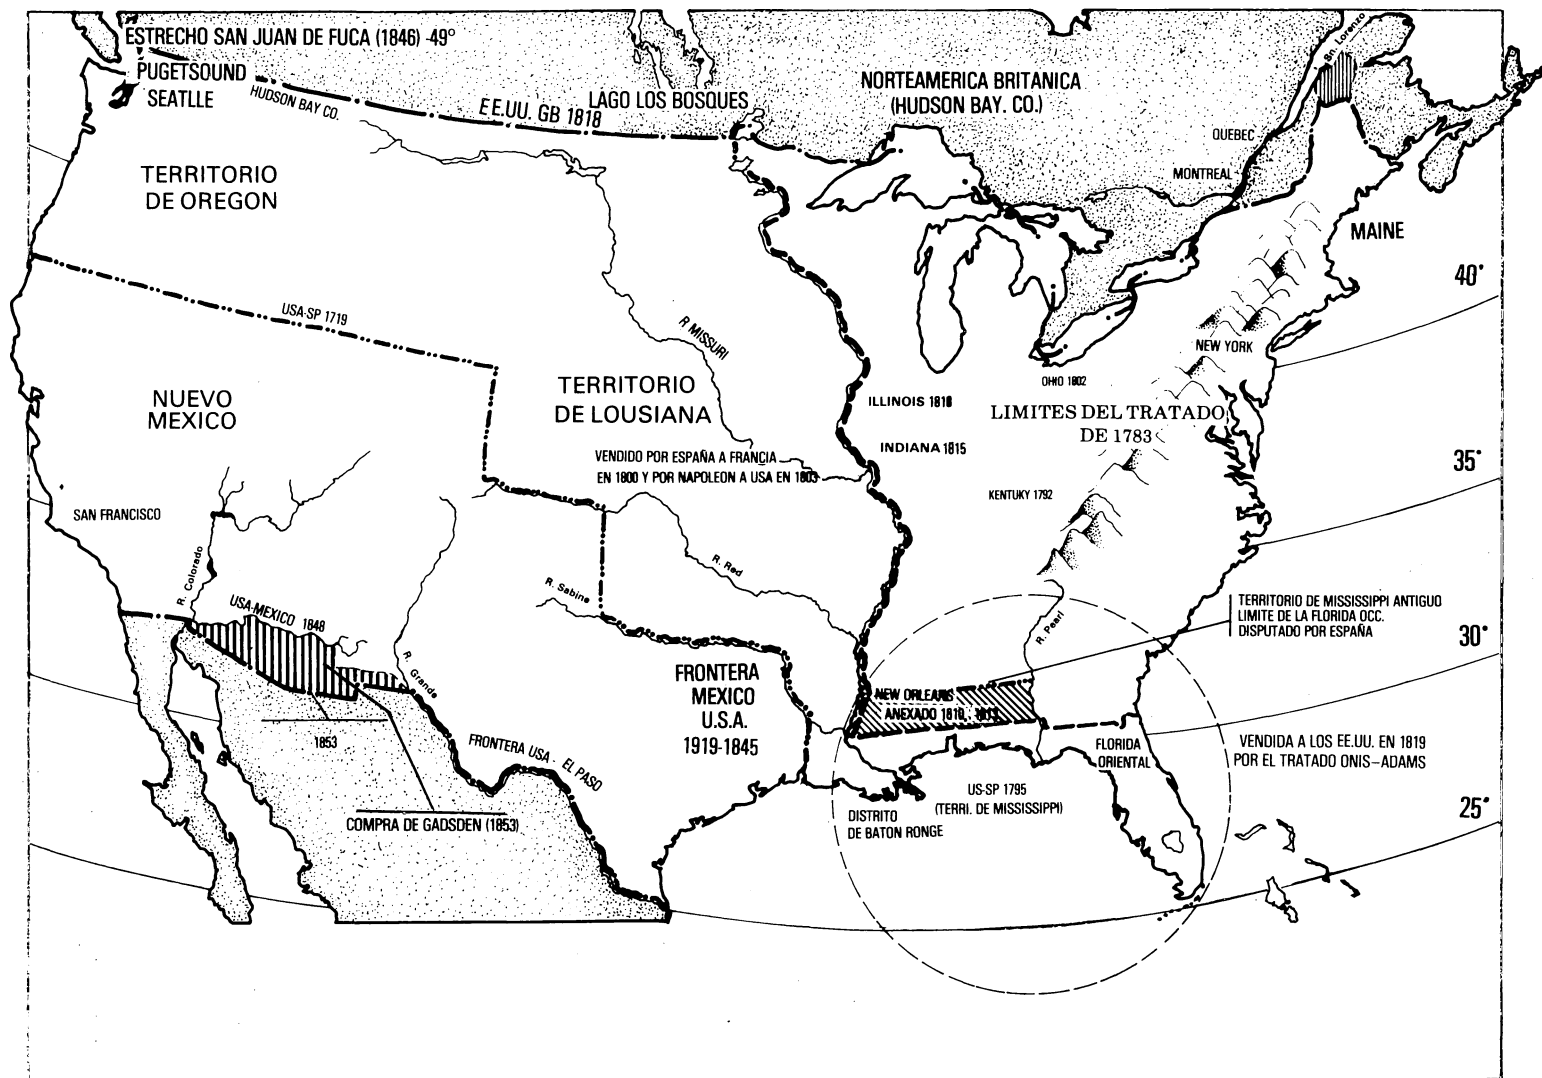 ESTRECHO SAN JUAN DE FUCA (1846) -49°
PUGETSOUND
SEATLLE
HUDSON BAY CO.
EE.UU. GB 1818
LAGO LOS BOSQUES
NORTEAMERICA BRITANICA
(HUDSON BAY. CO.)
San Lorenzo
QUEBEC
MONTREAL
MAINE
TERRITORIO
DE OREGON
40°
USA-SP 1719
R MISSURI
NEW YORK
OHIO 1802
NUEVO
MEXICO
TERRITORIO
DE LOUSIANA
ILLINOIS 1818
LIMITES DEL TRATADO
DE 1783
INDIANA 1815
VENDIDO POR ESPAÑA A FRANCIA
EN 1800 Y POR NAPOLEON A USA EN 1803
35°
KENTUKY 1792
SAN FRANCISCO
R. Colorado
R. Red
R. Sabine
USA-MEXICO 1848
R. Pearl
TERRITORIO DE MISSISSIPPI ANTIGUO
LIMITE DE LA FLORIDA OCC.
DISPUTADO POR ESPAÑA
30°
R. Grande
FRONTERA
MEXICO
U.S.A.
1919-1845
NEW ORLEANS
ANEXADO 1810, 1813
1853
FRONTERA USA - EL PASO
FLORIDA
ORIENTAL
VENDIDA A LOS EE.UU. EN 1819
POR EL TRATADO ONIS-ADAMS
US-SP 1795
(TERRI. DE MISSISSIPPI)
25°
COMPRA DE GADSDEN (1853)
DISTRITO
DE BATON RONGE